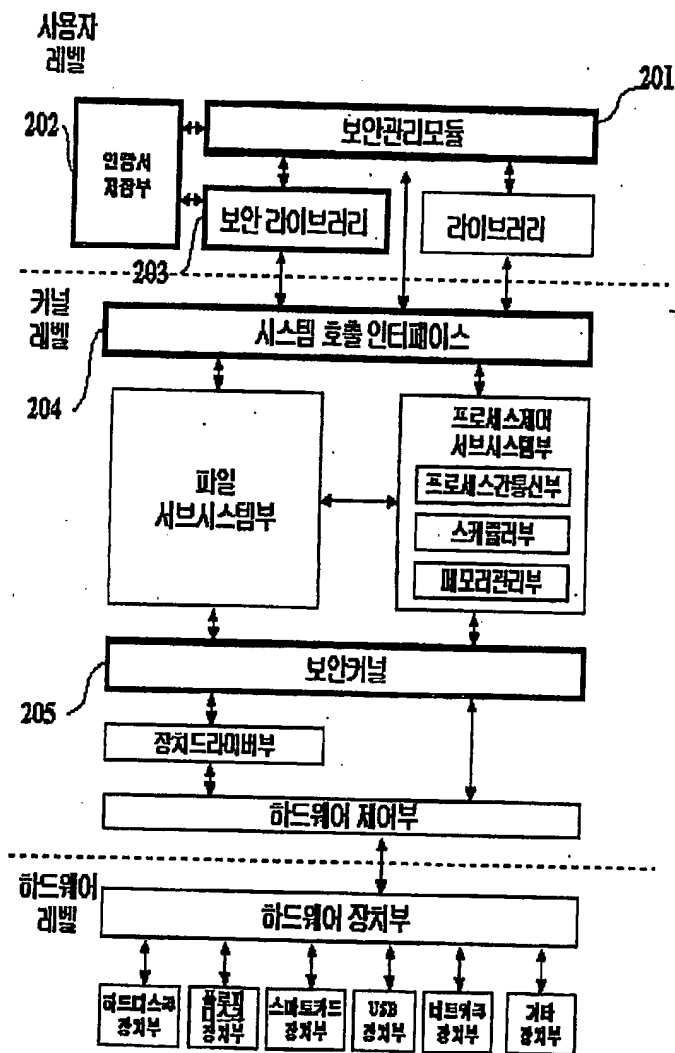 사용자
레벨
201
202
보안관리모듈
인증서
저장부
보안 라이브러리
라이브러리
203
커널
레벨
시스템 호출 인터페이스
204
프로세스제어
서브시스템부
파일
서브시스템부
프로세스간통신부
스케쥴러부
메모리관리부
보안커널
205
장치드라이버부
하드웨어 제어부
하드웨어
레벨
하드웨어 장치부
하드디스크
장치부
플로피
디스크
장치부
스마트카드
장치부
USB
장치부
네트워크
장치부
기타
장치부